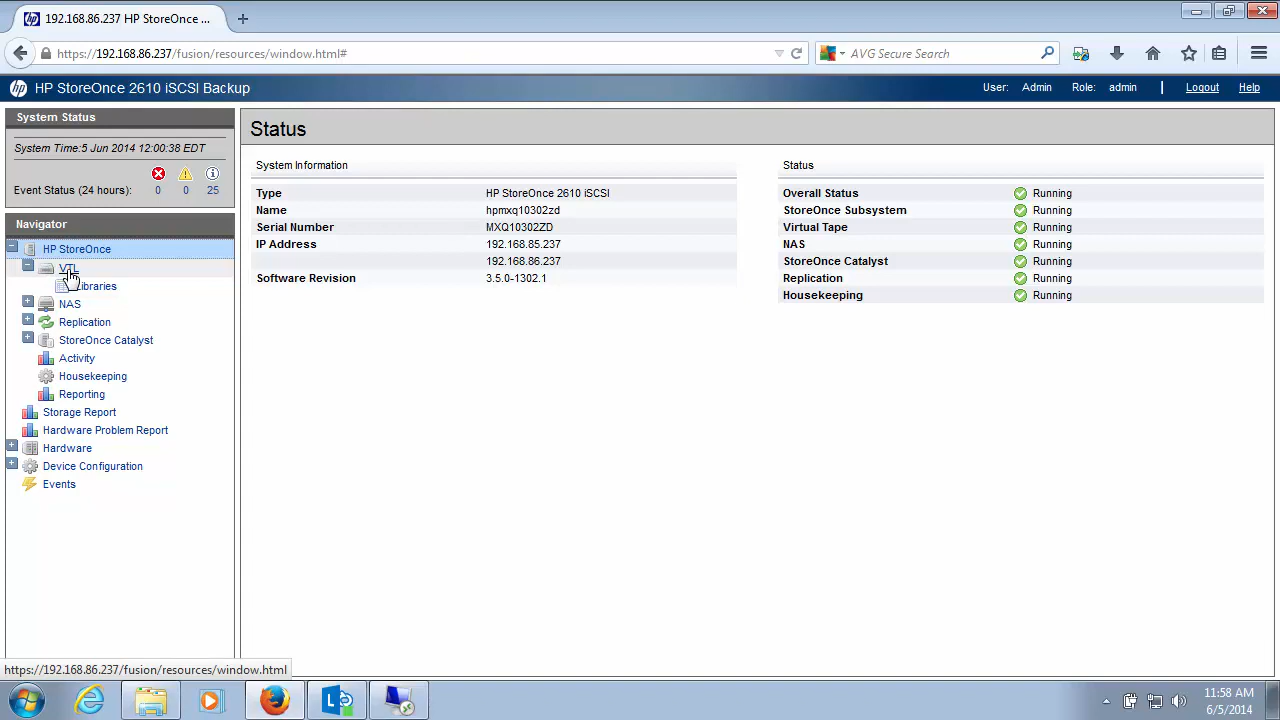 192.168.86.237 HP StoreOnce ...
https://192.168.86.237/fusion/resources/window.html#
AVG Secure Search
HP StoreOnce 2610 iSCSI Backup
User: Admin Role: admin | Logout Help
System Status
System Time:5 Jun 2014 12:00:38 EDT
Event Status (24 hours): 0 0 25
Navigator
HP StoreOnce
NAS
Replication
StoreOnce Catalyst
Activity
Housekeeping
Reporting
Storage Report
Hardware Problem Report
Hardware
Device Configuration
Events
Status
System Information
Type HP StoreOnce 2610 iSCSI
Name hpmxq10302zd
Serial Number MXQ10302ZD
IP Address 192.168.85.237
192.168.86.237
Software Revision 3.5.0-1302.1
Status
Overall Status Running
StoreOnce Subsystem Running
Virtual Tape Running
NAS Running
StoreOnce Catalyst Running
Replication Running
Housekeeping Running
https://192.168.86.237/fusion/resources/window.html
11:58 AM
6/5/2014